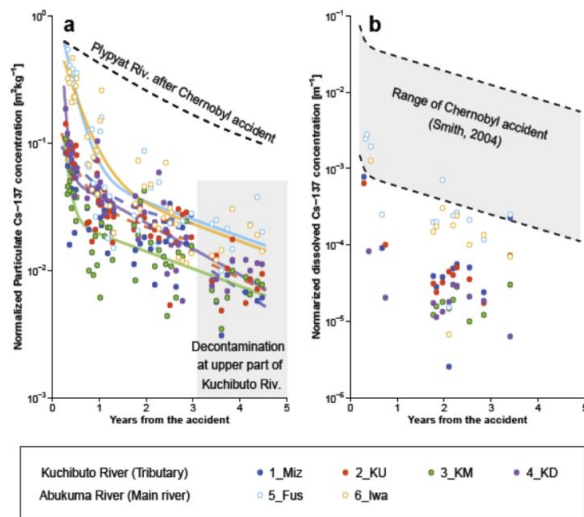 a
b
Plypyat Riv. after Chernobyl accident
Range of Chernobyl accident
(Smith, 2004)
Decontamination
at upper part of
Kuchibuto Riv.
Normalized Particulate Cs-137 concentration [m²kg⁻¹]
10⁰
10⁻¹
10⁻²
10⁻³
0 1 2 3 4 5
Years from the accident
Normarized dissolved Cs-137 concentration [m⁻¹]
10⁻¹
10⁻²
10⁻³
10⁻⁴
10⁻⁵
10⁻⁶
0 1 2 3 4 5
Years from the accident
Kuchibuto River (Tributary) 1_Miz 2_KU 3_KM 4_KD
Abukuma River (Main river) 5_Fus 6_Iwa